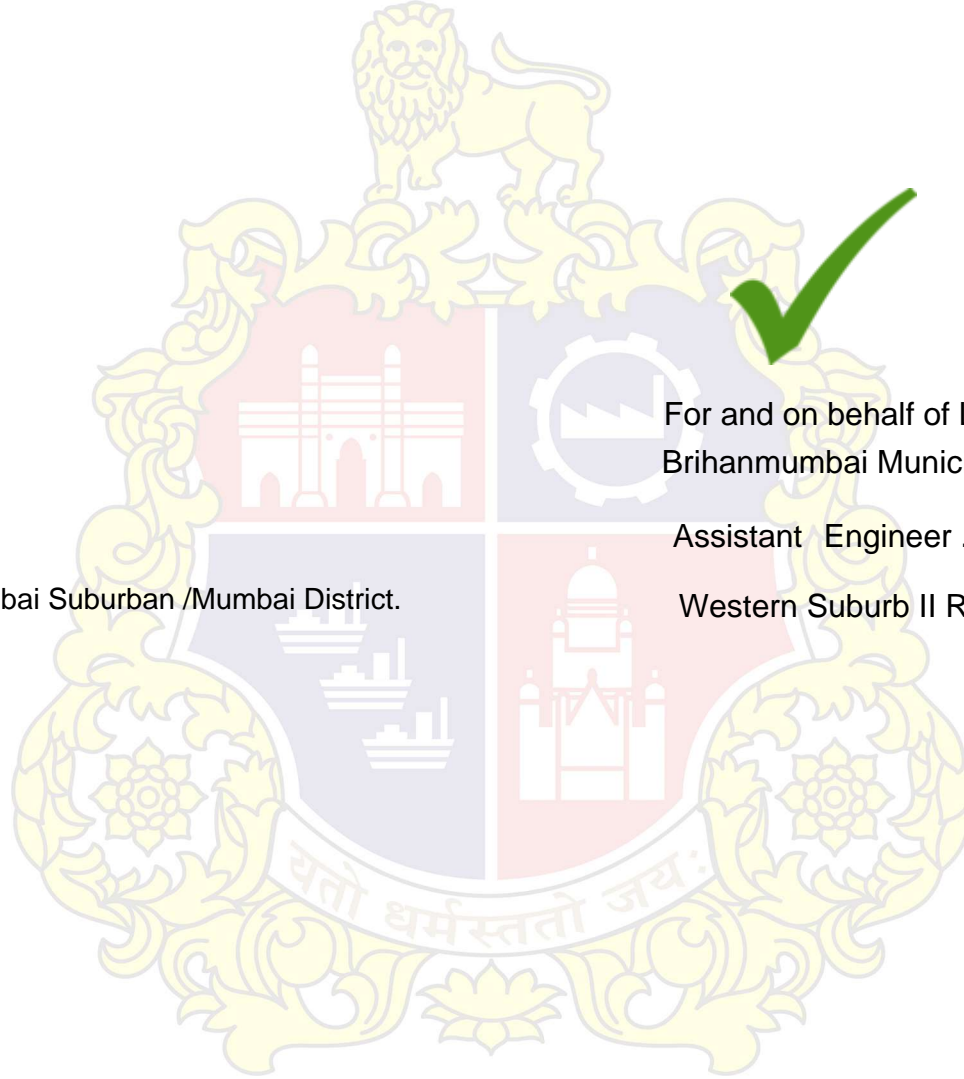 For and on behalf of
Brihanmumbai Munic
Assistant Engineer .
bai Suburban /Mumbai District.
Western Suburb II R
यतो धर्मस्ततो जय: